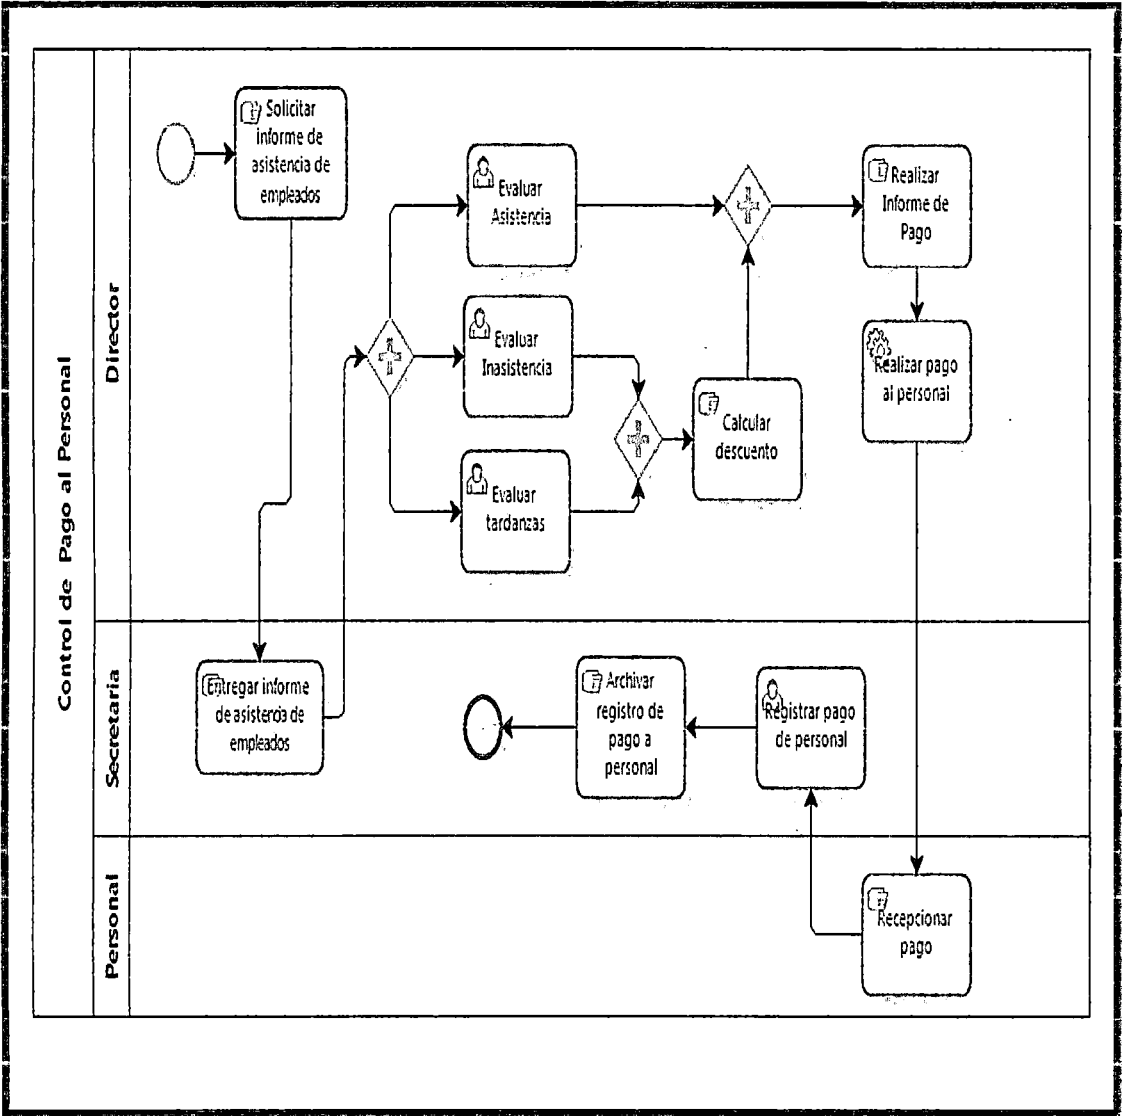 Control de Pago al Personal
Director
Solicitar
informe de
asistencia de
empleados
Evaluar
Asistencia
Realizar
Informe de
Pago
Evaluar
Inasistencia
Realizar pago
al personal
Calcular
descuento
Evaluar
tardanzas
Secretaria
Entregar informe
de asistencia de
empleados
Archivar
registro de
pago a
personal
Registrar pago
de personal
Personal
Recepcionar
pago